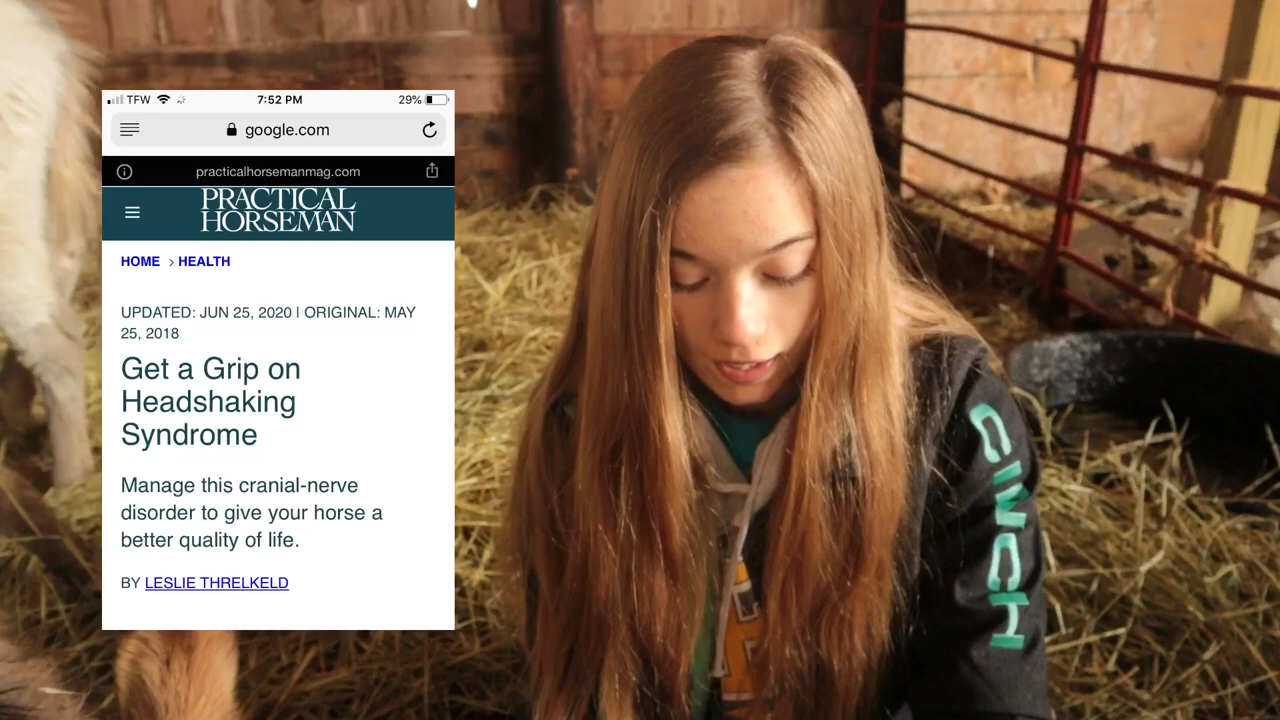 TFW 7:52 PM 29%
google.com
practicalhorsemanmag.com
PRACTICAL
HORSEMAN
HOME > HEALTH
UPDATED: JUN 25, 2020 | ORIGINAL: MAY
25, 2018
Get a Grip on
Headshaking
Syndrome
Manage this cranial-nerve
disorder to give your horse a
better quality of life.
BY LESLIE THRELKELD
CINCH